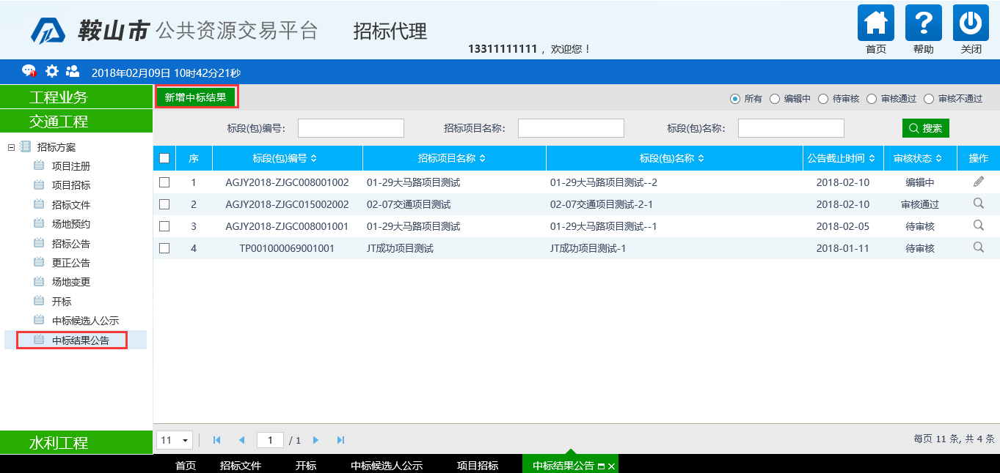 鞍山市 公共资源交易平台 招标代理
13311111111 ，欢迎您！
首页 帮助 关闭
2018年02月09日 10时42分21秒
工程业务
交通工程
招标方案
项目注册
项目招标
招标文件
场地预约
招标公告
更正公告
场地变更
开标
中标候选人公示
中标结果公告
水利工程
新增中标结果
所有 编辑中 待审核 审核通过 审核不通过
标段(包)编号： 招标项目名称： 标段(包)名称： 搜索
序 标段(包)编号 招标项目名称 标段(包)名称 公告截止时间 审核状态 操作
1 AGJY2018-ZJGC008001002 01-29大马路项目测试 01-29大马路项目测试--2 2018-02-10 编辑中
2 AGJY2018-ZJGC015002002 02-07交通项目测试 02-07交通项目测试-2-1 2018-02-10 审核通过
3 AGJY2018-ZJGC008001001 01-29大马路项目测试 01-29大马路项目测试--1 2018-02-05 待审核
4 TP001000069001001 JT成功项目测试 JT成功项目测试-1 2018-01-11 待审核
11 1 / 1 每页 11 条, 共 4 条
首页 招标文件 开标 中标候选人公示 项目招标 中标结果公告